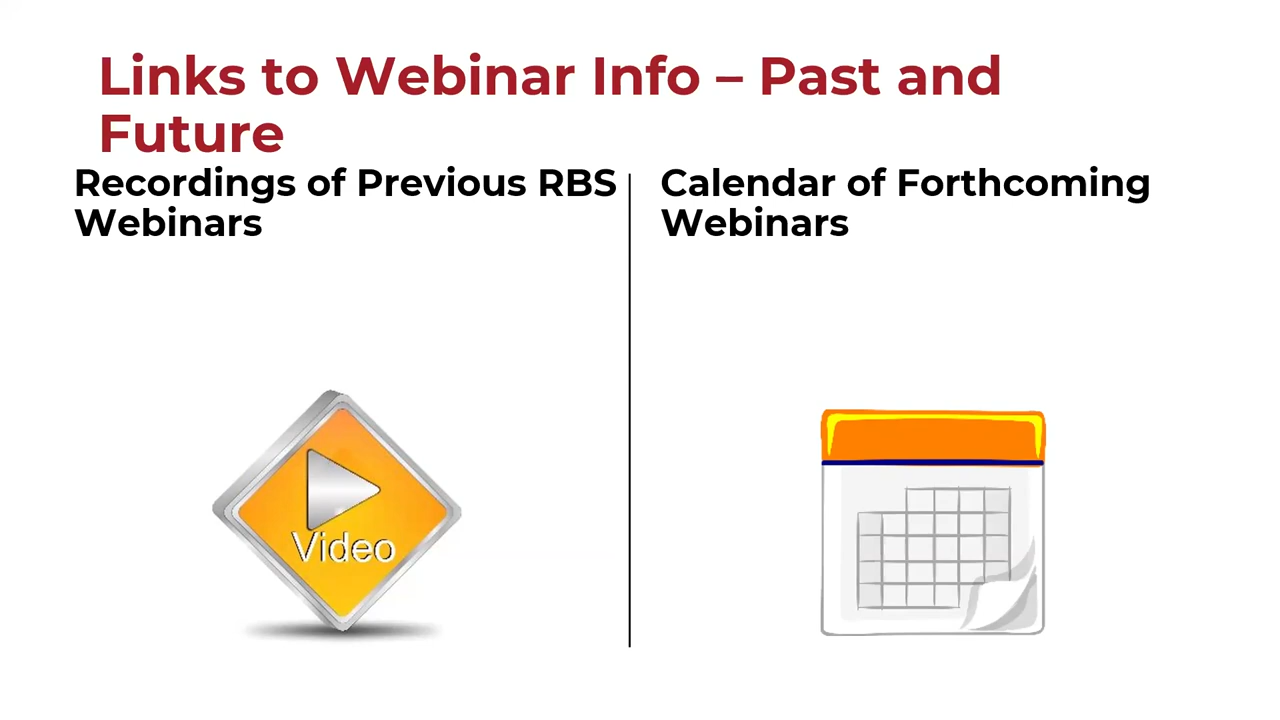 Links to Webinar Info – Past and
Future
Recordings of Previous RBS
Webinars
Video
Calendar of Forthcoming
Webinars